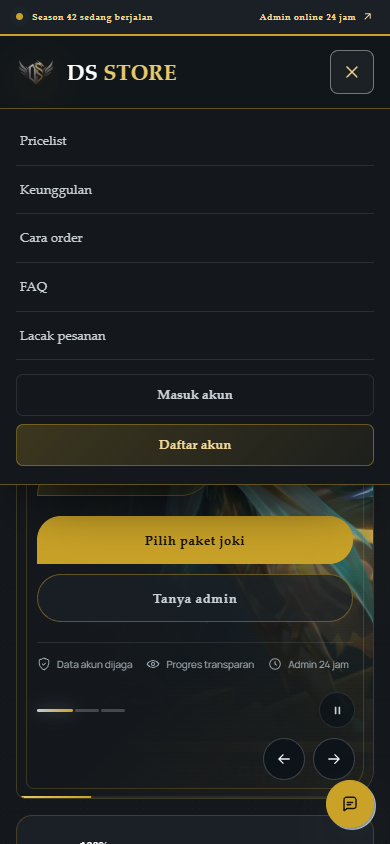 Season 42 sedang berjalan
Admin online 24 jam
DS STORE
Pricelist
Keunggulan
Cara order
FAQ
Lacak pesanan
Masuk akun
Daftar akun
Pilih paket joki
Tanya admin
Data akun dijaga
Progres transparan
Admin 24 jam